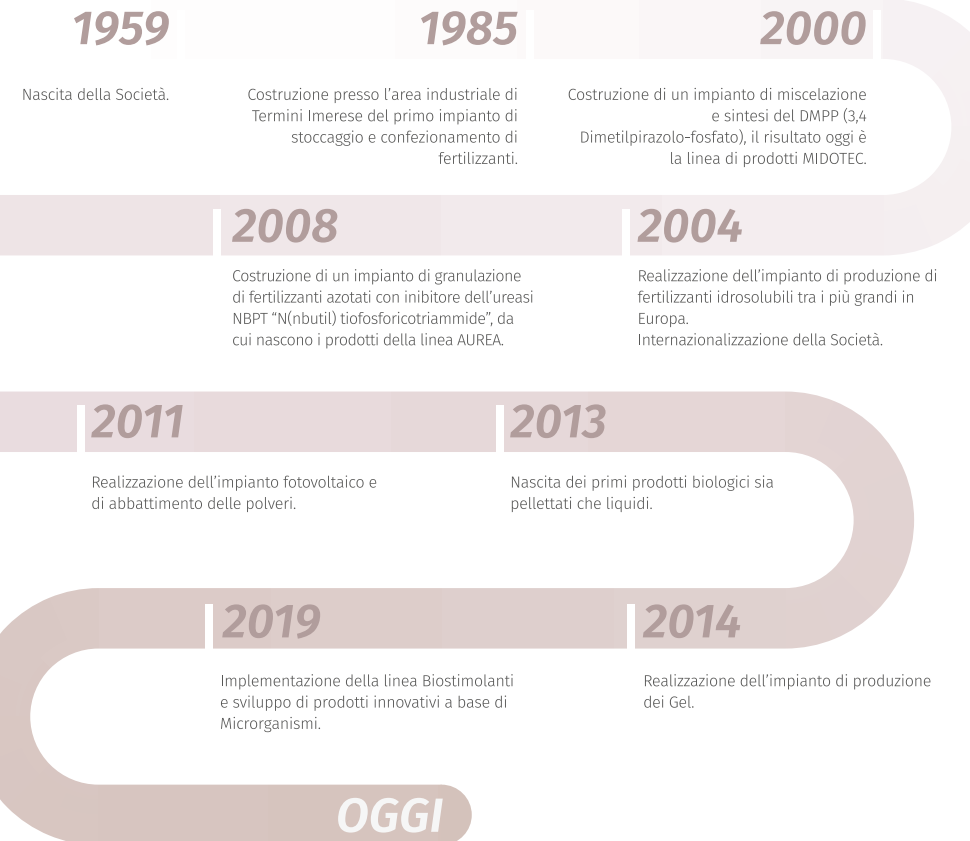 1959
Nascita della Società.
1985
Costruzione presso l'area industriale di
Termini Imerese del primo impianto di
stoccaggio e confezionamento di
fertilizzanti.
2000
Costruzione di un impianto di miscelazione
e sintesi del DMPP (3,4
Dimetilpirazolo-fosfato), il risultato oggi è
la linea di prodotti MIDOTEC.
2004
Realizzazione dell'impianto di produzione di
fertilizzanti idrosolubili tra i più grandi in
Europa.
Internazionalizzazione della Società.
2008
Costruzione di un impianto di granulazione
di fertilizzanti azotati con inibitore dell'ureasi
NBPT “N(nbutil) tiofosforicotriammide”, da
cui nascono i prodotti della linea AUREA.
2011
Realizzazione dell'impianto fotovoltaico e
di abbattimento delle polveri.
2013
Nascita dei primi prodotti biologici sia
pellettati che liquidi.
2014
Realizzazione dell'impianto di produzione
dei Gel.
2019
Implementazione della linea Biostimolanti
e sviluppo di prodotti innovativi a base di
Microrganismi.
OGGI